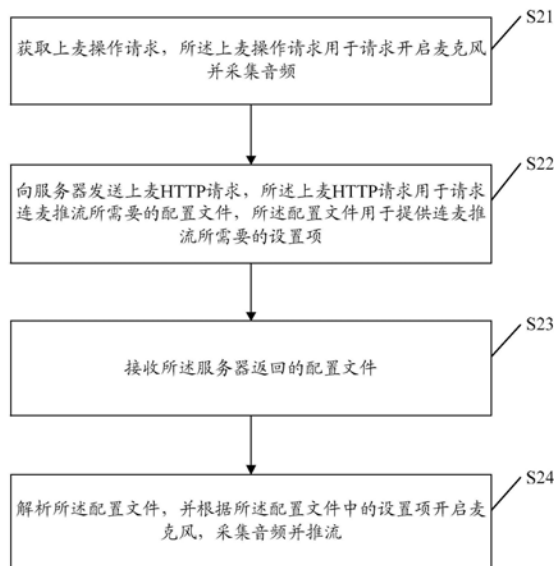 S21
获取上麦操作请求，所述上麦操作请求用于请求开启麦克风
并采集音频
S22
向服务器发送上麦HTTP请求，所述上麦HTTP请求用于请求
连麦推流所需要的配置文件，所述配置文件用于提供连麦推
流所需要的设置项
S23
接收所述服务器返回的配置文件
S24
解析所述配置文件，并根据所述配置文件中的设置项开启麦
克风，采集音频并推流